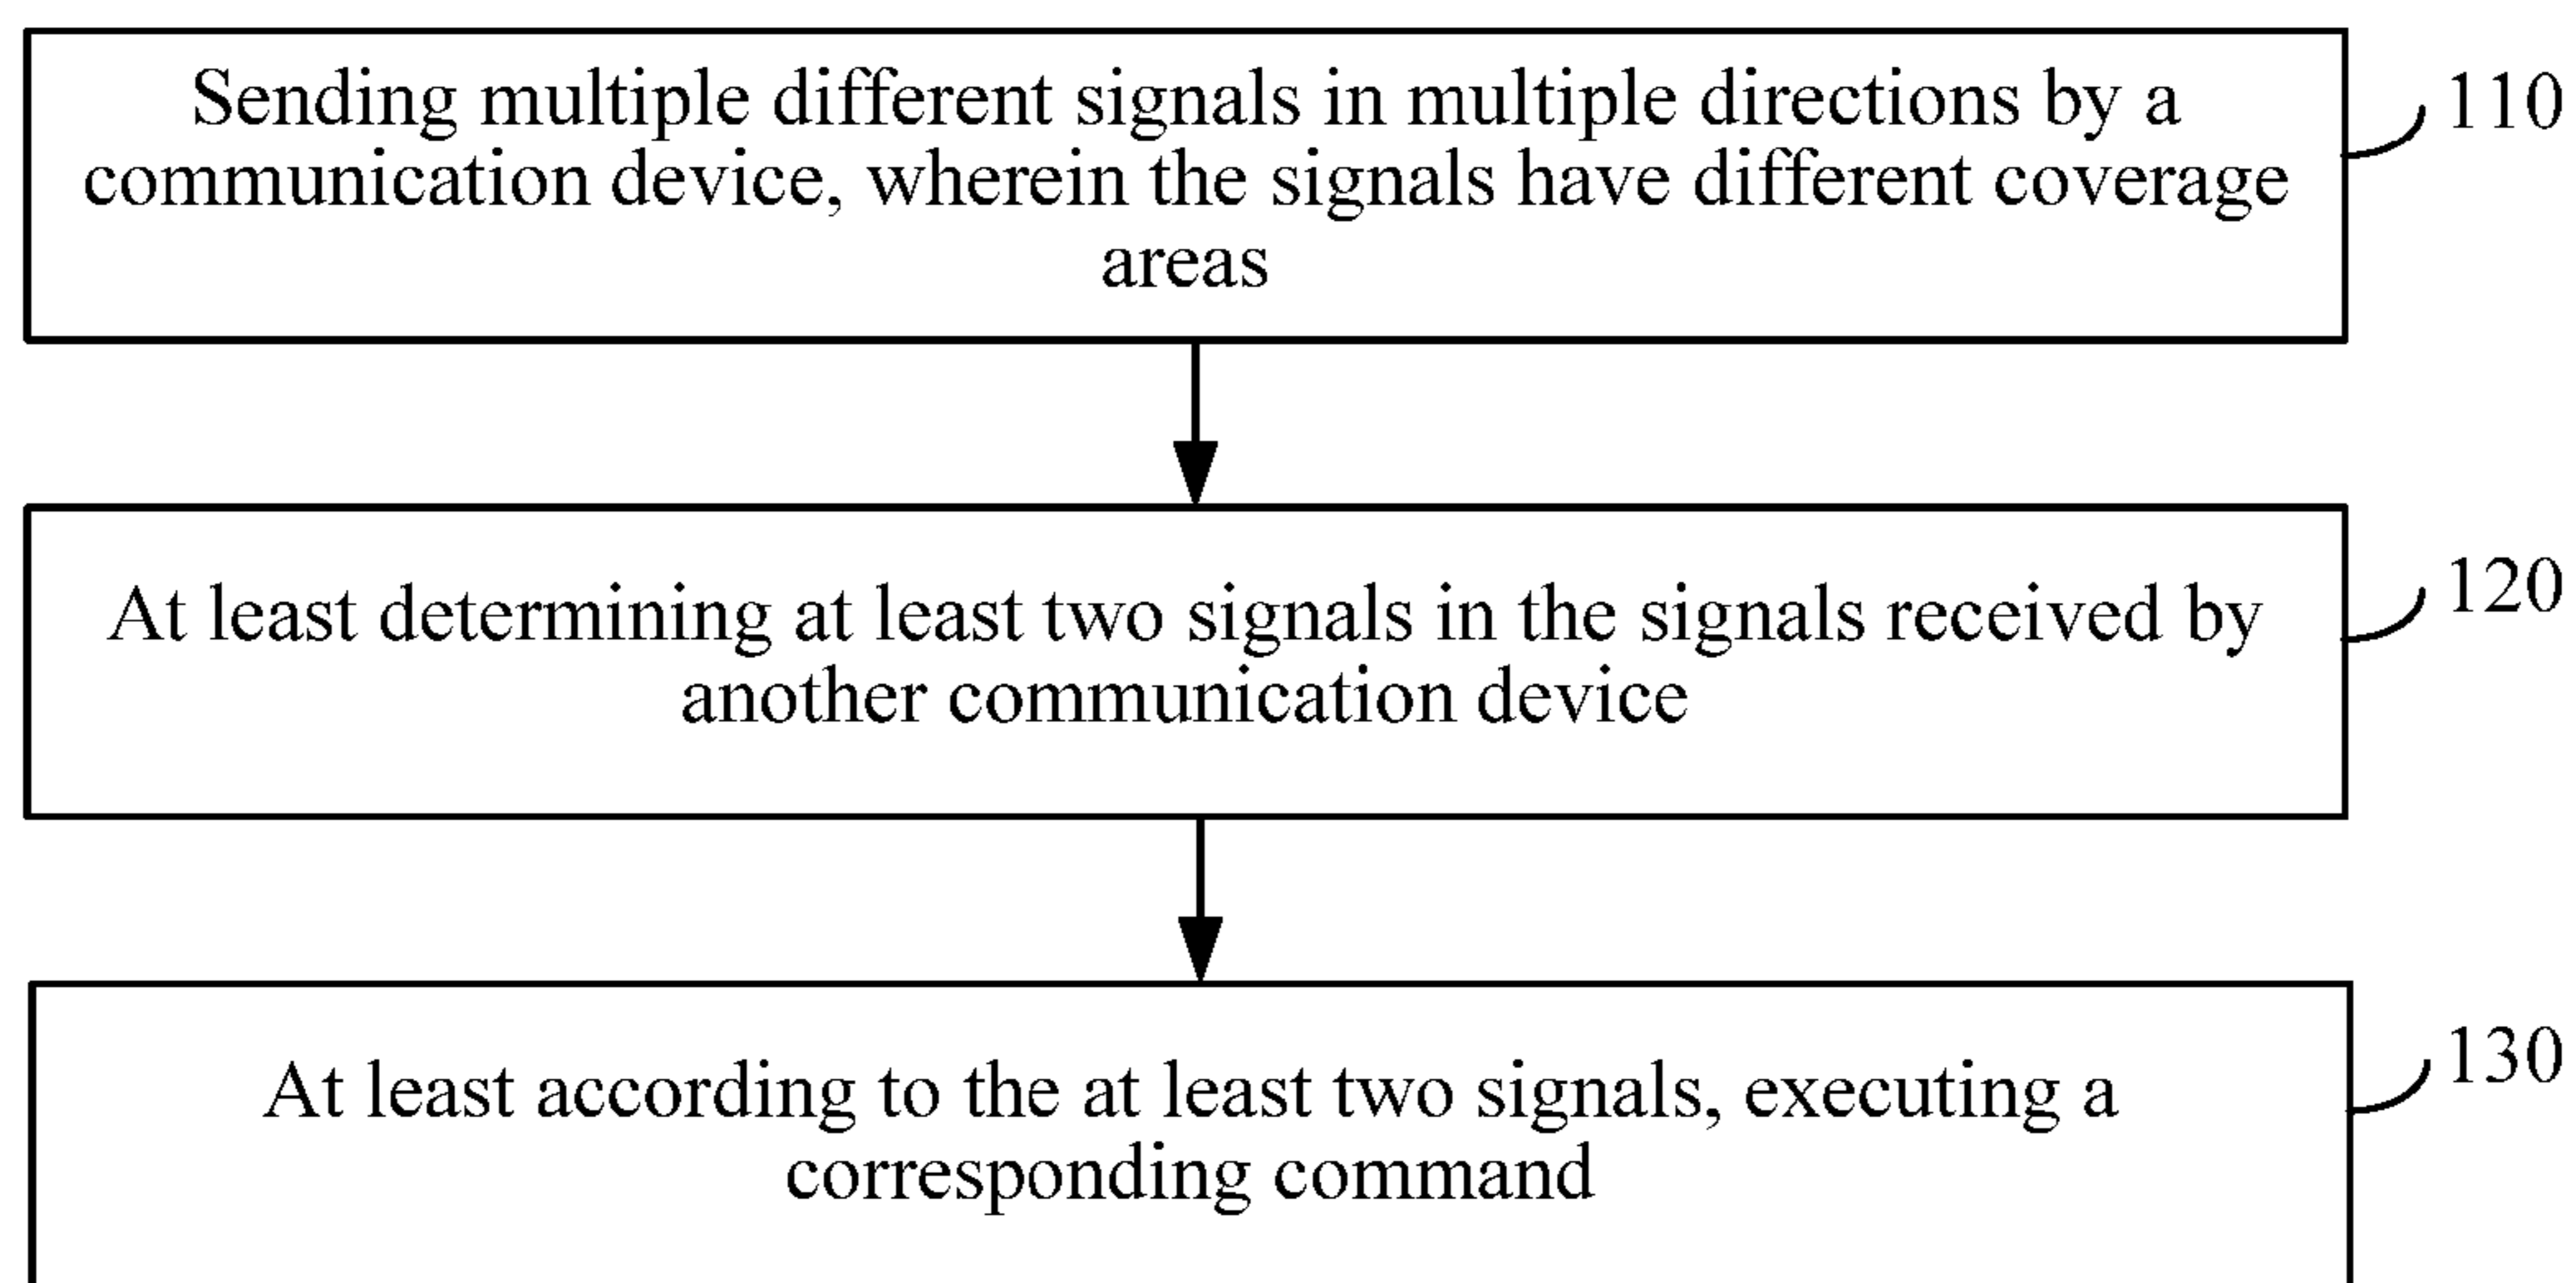 Sending multiple different signals in multiple directions by a
communication device, wherein the signals have different coverage
areas
110
At least determining at least two signals in the signals received by
another communication device
120
At least according to the at least two signals, executing a
corresponding command
130